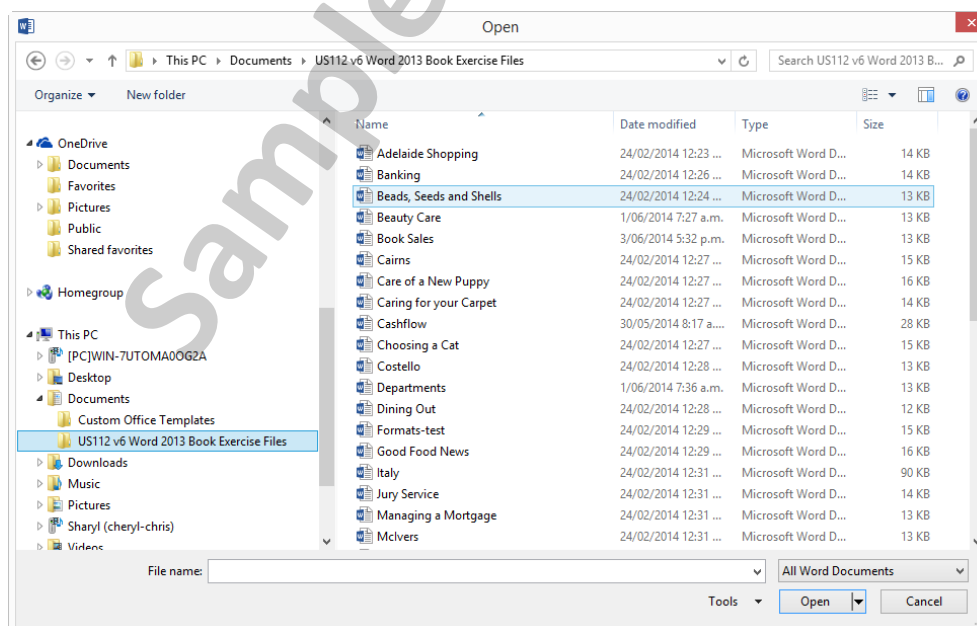 Open
This PC Documents US112 v6 Word 2013 Book Exercise Files Search US112 v6 Word 2013 B...
Organize New folder
Name Date modified Type Size
OneDrive
Documents
Favorites
Pictures
Public
Shared favorites
Homegroup
This PC
[PC]WIN-7UTOMA0OG2A
Desktop
Documents
Custom Office Templates
US112 v6 Word 2013 Book Exercise Files
Downloads
Music
Pictures
Sharyl (cheryl-chris)
Videos
Adelaide Shopping 24/02/2014 12:23 ... Microsoft Word D... 14 KB
Banking 24/02/2014 12:26 ... Microsoft Word D... 14 KB
Beads, Seeds and Shells 24/02/2014 12:24 ... Microsoft Word D... 13 KB
Beauty Care 1/06/2014 7:27 a.m. Microsoft Word D... 13 KB
Book Sales 3/06/2014 5:32 p.m. Microsoft Word D... 13 KB
Cairns 24/02/2014 12:27 ... Microsoft Word D... 15 KB
Care of a New Puppy 24/02/2014 12:27 ... Microsoft Word D... 16 KB
Caring for your Carpet 24/02/2014 12:27 ... Microsoft Word D... 14 KB
Cashflow 30/05/2014 8:17 a.... Microsoft Word D... 28 KB
Choosing a Cat 24/02/2014 12:27 ... Microsoft Word D... 15 KB
Costello 24/02/2014 12:28 ... Microsoft Word D... 13 KB
Departments 1/06/2014 7:36 a.m. Microsoft Word D... 13 KB
Dining Out 24/02/2014 12:28 ... Microsoft Word D... 12 KB
Formats-test 24/02/2014 12:29 ... Microsoft Word D... 15 KB
Good Food News 24/02/2014 12:29 ... Microsoft Word D... 16 KB
Italy 24/02/2014 12:31 ... Microsoft Word D... 90 KB
Jury Service 24/02/2014 12:31 ... Microsoft Word D... 14 KB
Managing a Mortgage 24/02/2014 12:31 ... Microsoft Word D... 13 KB
McIvers 24/02/2014 12:31 ... Microsoft Word D... 13 KB
File name: All Word Documents
Tools Open Cancel
Sample